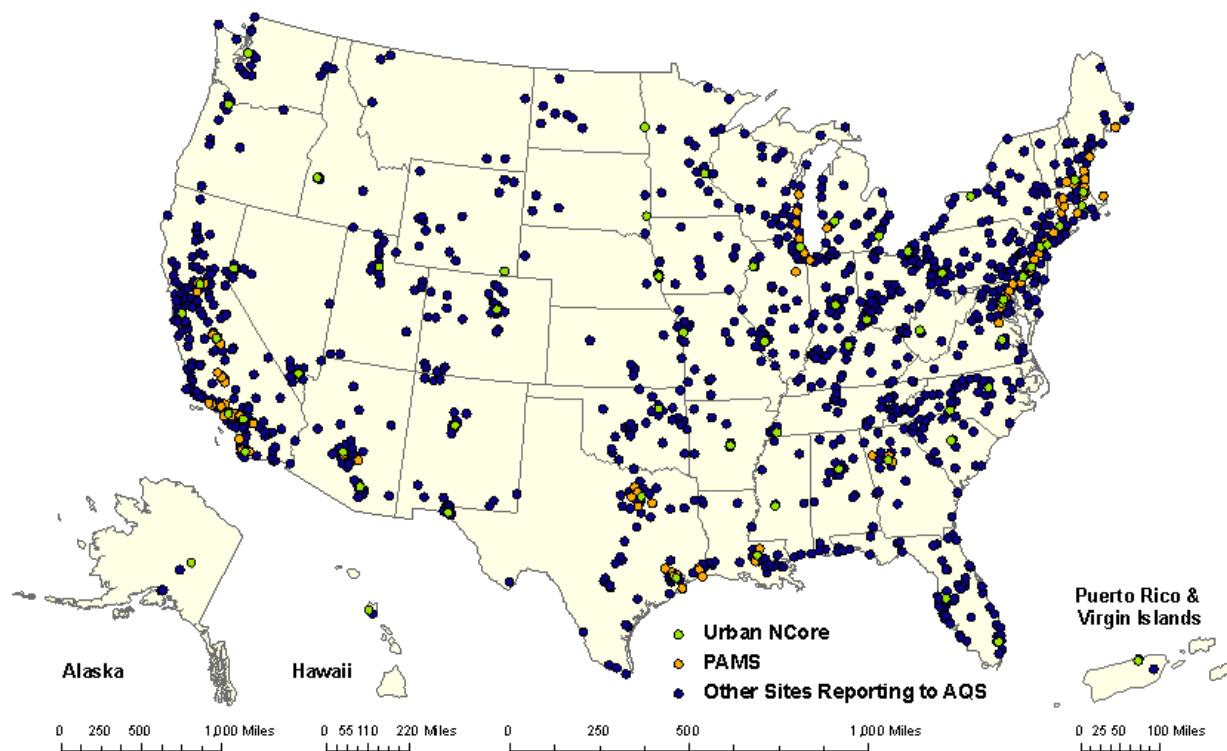 Puerto Rico &
Virgin Islands
Urban NCore
PAMS
Other Sites Reporting to AQS
Alaska
Hawaii
0 250 500 1,000 Miles
0 55 110 220 Miles
0 250 500 1,000 Miles
0 25 50 100 Miles